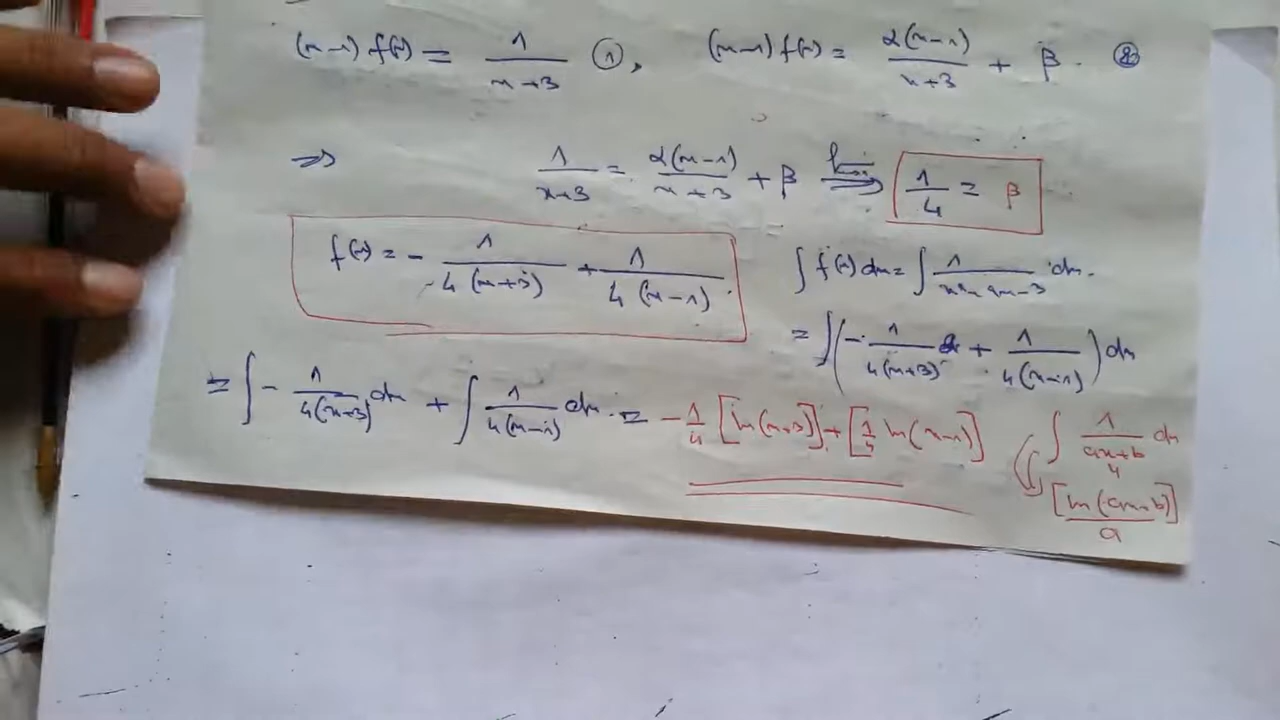 (x-1) f(x) = 1/(x+3) ①, (x-1) f(x) = α(x-1)/(x+3) + β. ②
⇒ 1/(x+3) = α(x-1)/(x+3) + β ⟹ 1/4 = β
f(x) = - 1/(4(x+3)) + 1/(4(x-1)).
∫ f(x) dx = ∫ 1/(x²+2x-3) dx.
= ∫(- 1/(4(x+3)) + 1/(4(x-1))) dx
= ∫ - 1/(4(x+3)) dx + ∫ 1/(4(x-1)) dx. = - 1/4 [ln(x+3)] + [1/4 ln(x-1)]
∫ 1/(ax+b) dx
[ln(ax+b)]/a